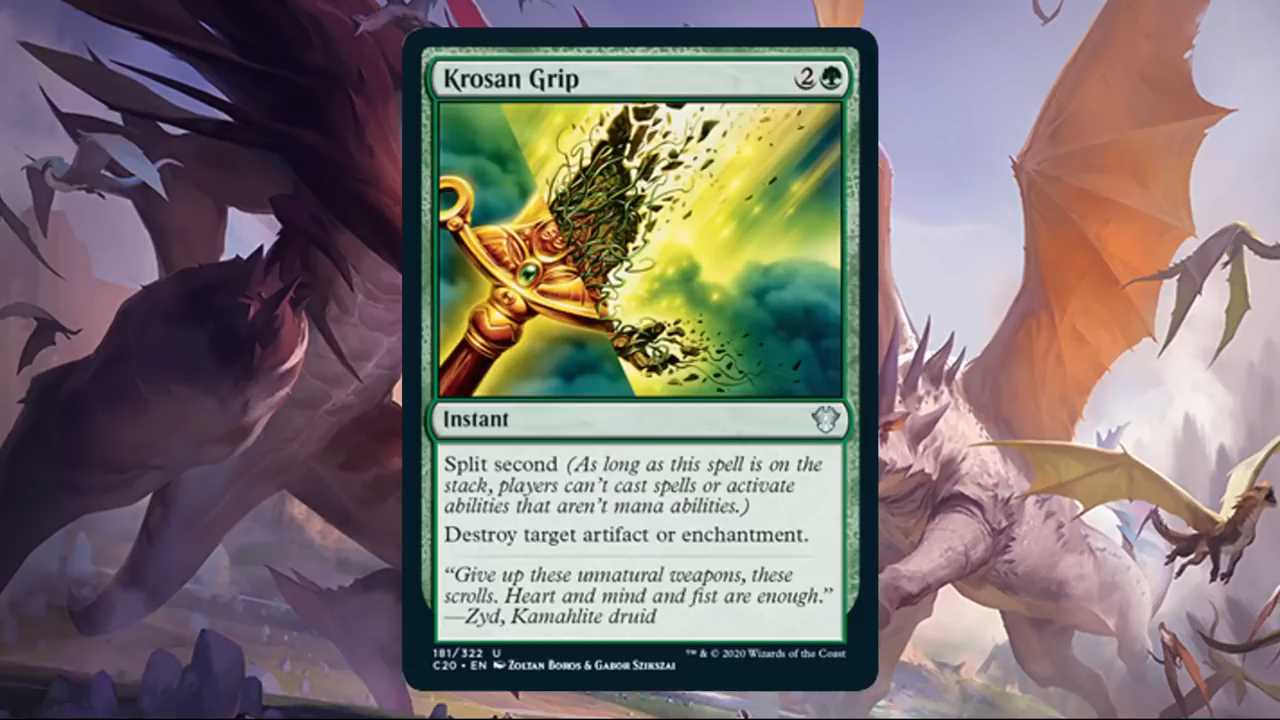 Krosan Grip 2
Instant
Split second (As long as this spell is on the
stack, players can't cast spells or activate
abilities that aren't mana abilities.)
Destroy target artifact or enchantment.
“Give up these unnatural weapons, these
scrolls. Heart and mind and fist are enough.”
—Zyd, Kamahlite druid
181/322 U ™ & © 2020 Wizards of the Coast
C20 • EN Zoltan Boros & Gabor Szikszai